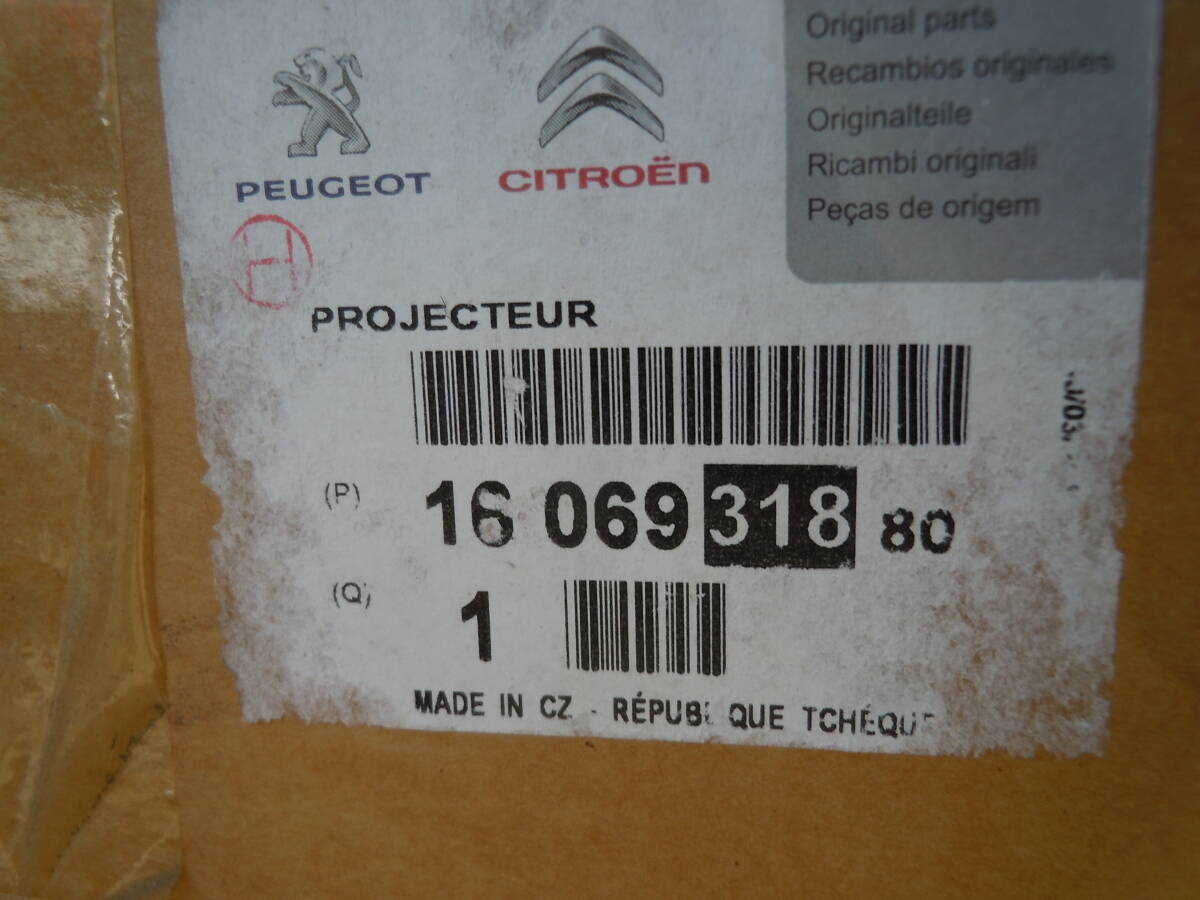 Original parts
Recambios originales
Originalteile
Ricambi originali
Peças de origem
PEUGEOT
CITROËN
H
PROJECTEUR
(P) 16 069 318 80
(Q) 1
MADE IN CZ - RÉPUBL QUE TCHÉQU